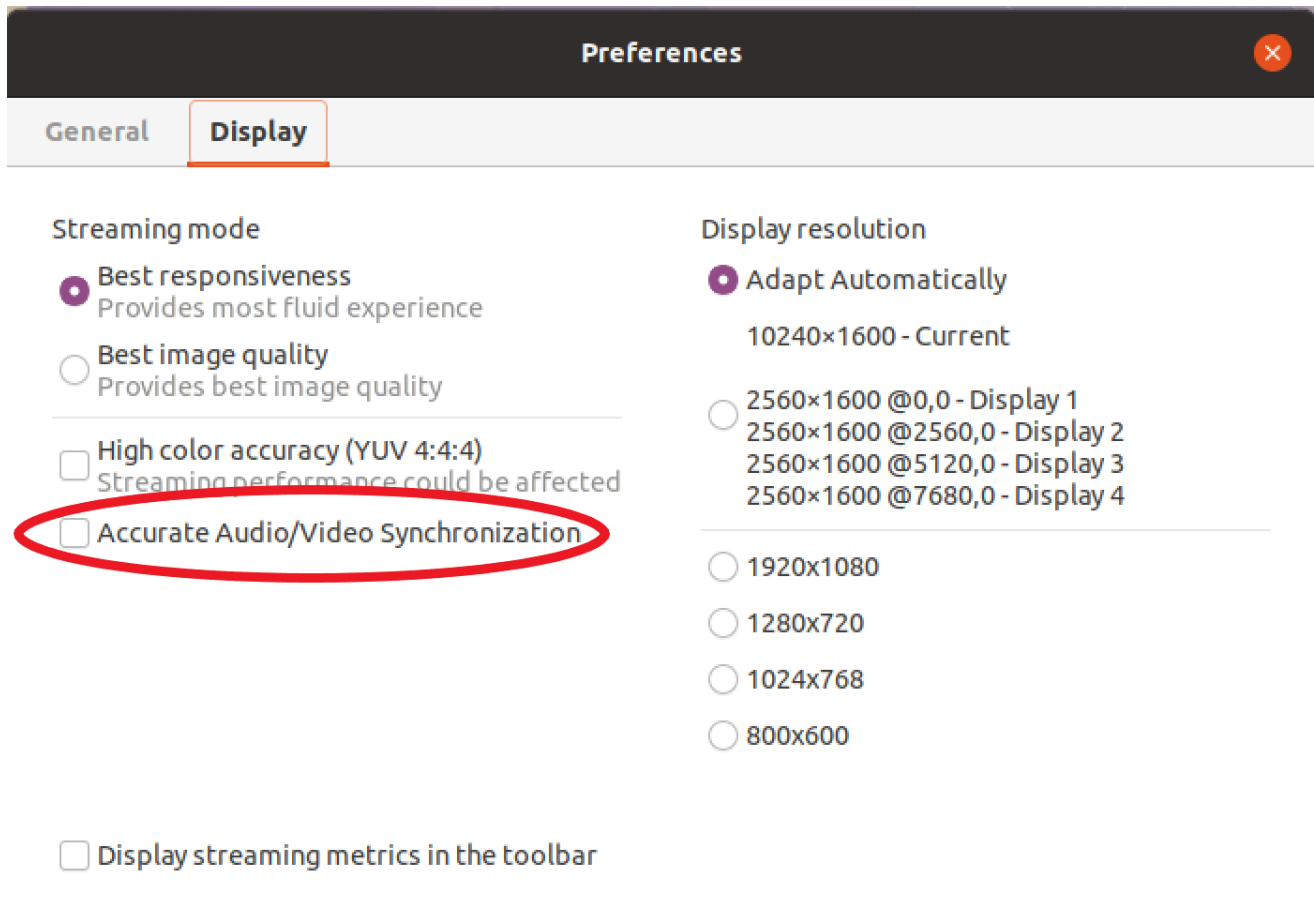 Preferences
General
Display
Streaming mode
Best responsiveness
Provides most fluid experience
Best image quality
Provides best image quality
High color accuracy (YUV 4:4:4)
Streaming performance could be affected
Accurate Audio/Video Synchronization
Display resolution
Adapt Automatically
10240×1600 - Current
2560×1600 @0,0 - Display 1
2560×1600 @2560,0 - Display 2
2560×1600 @5120,0 - Display 3
2560×1600 @7680,0 - Display 4
1920x1080
1280x720
1024x768
800x600
Display streaming metrics in the toolbar